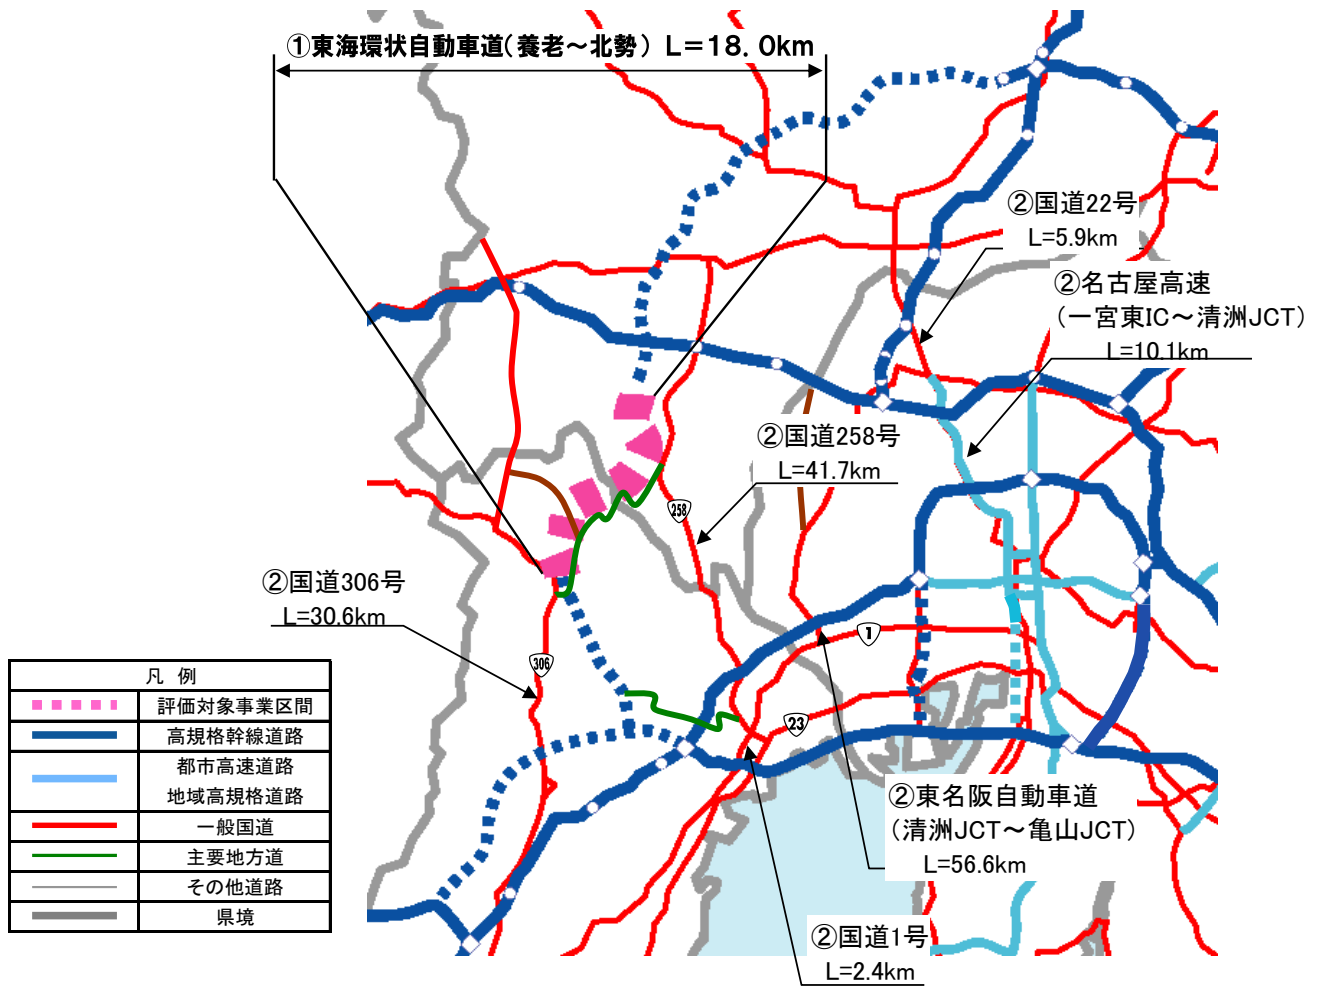 ①東海環状自動車道(養老～北勢) L=18.0km
②国道22号
L=5.9km
②名古屋高速
(一宮東IC～清洲JCT)
L=10.1km
②国道258号
L=41.7km
258
②国道306号
L=30.6km
306
1
23
凡 例
評価対象事業区間
高規格幹線道路
都市高速道路
地域高規格道路
一般国道
主要地方道
その他道路
県境
②東名阪自動車道
(清洲JCT～亀山JCT)
L=56.6km
②国道1号
L=2.4km